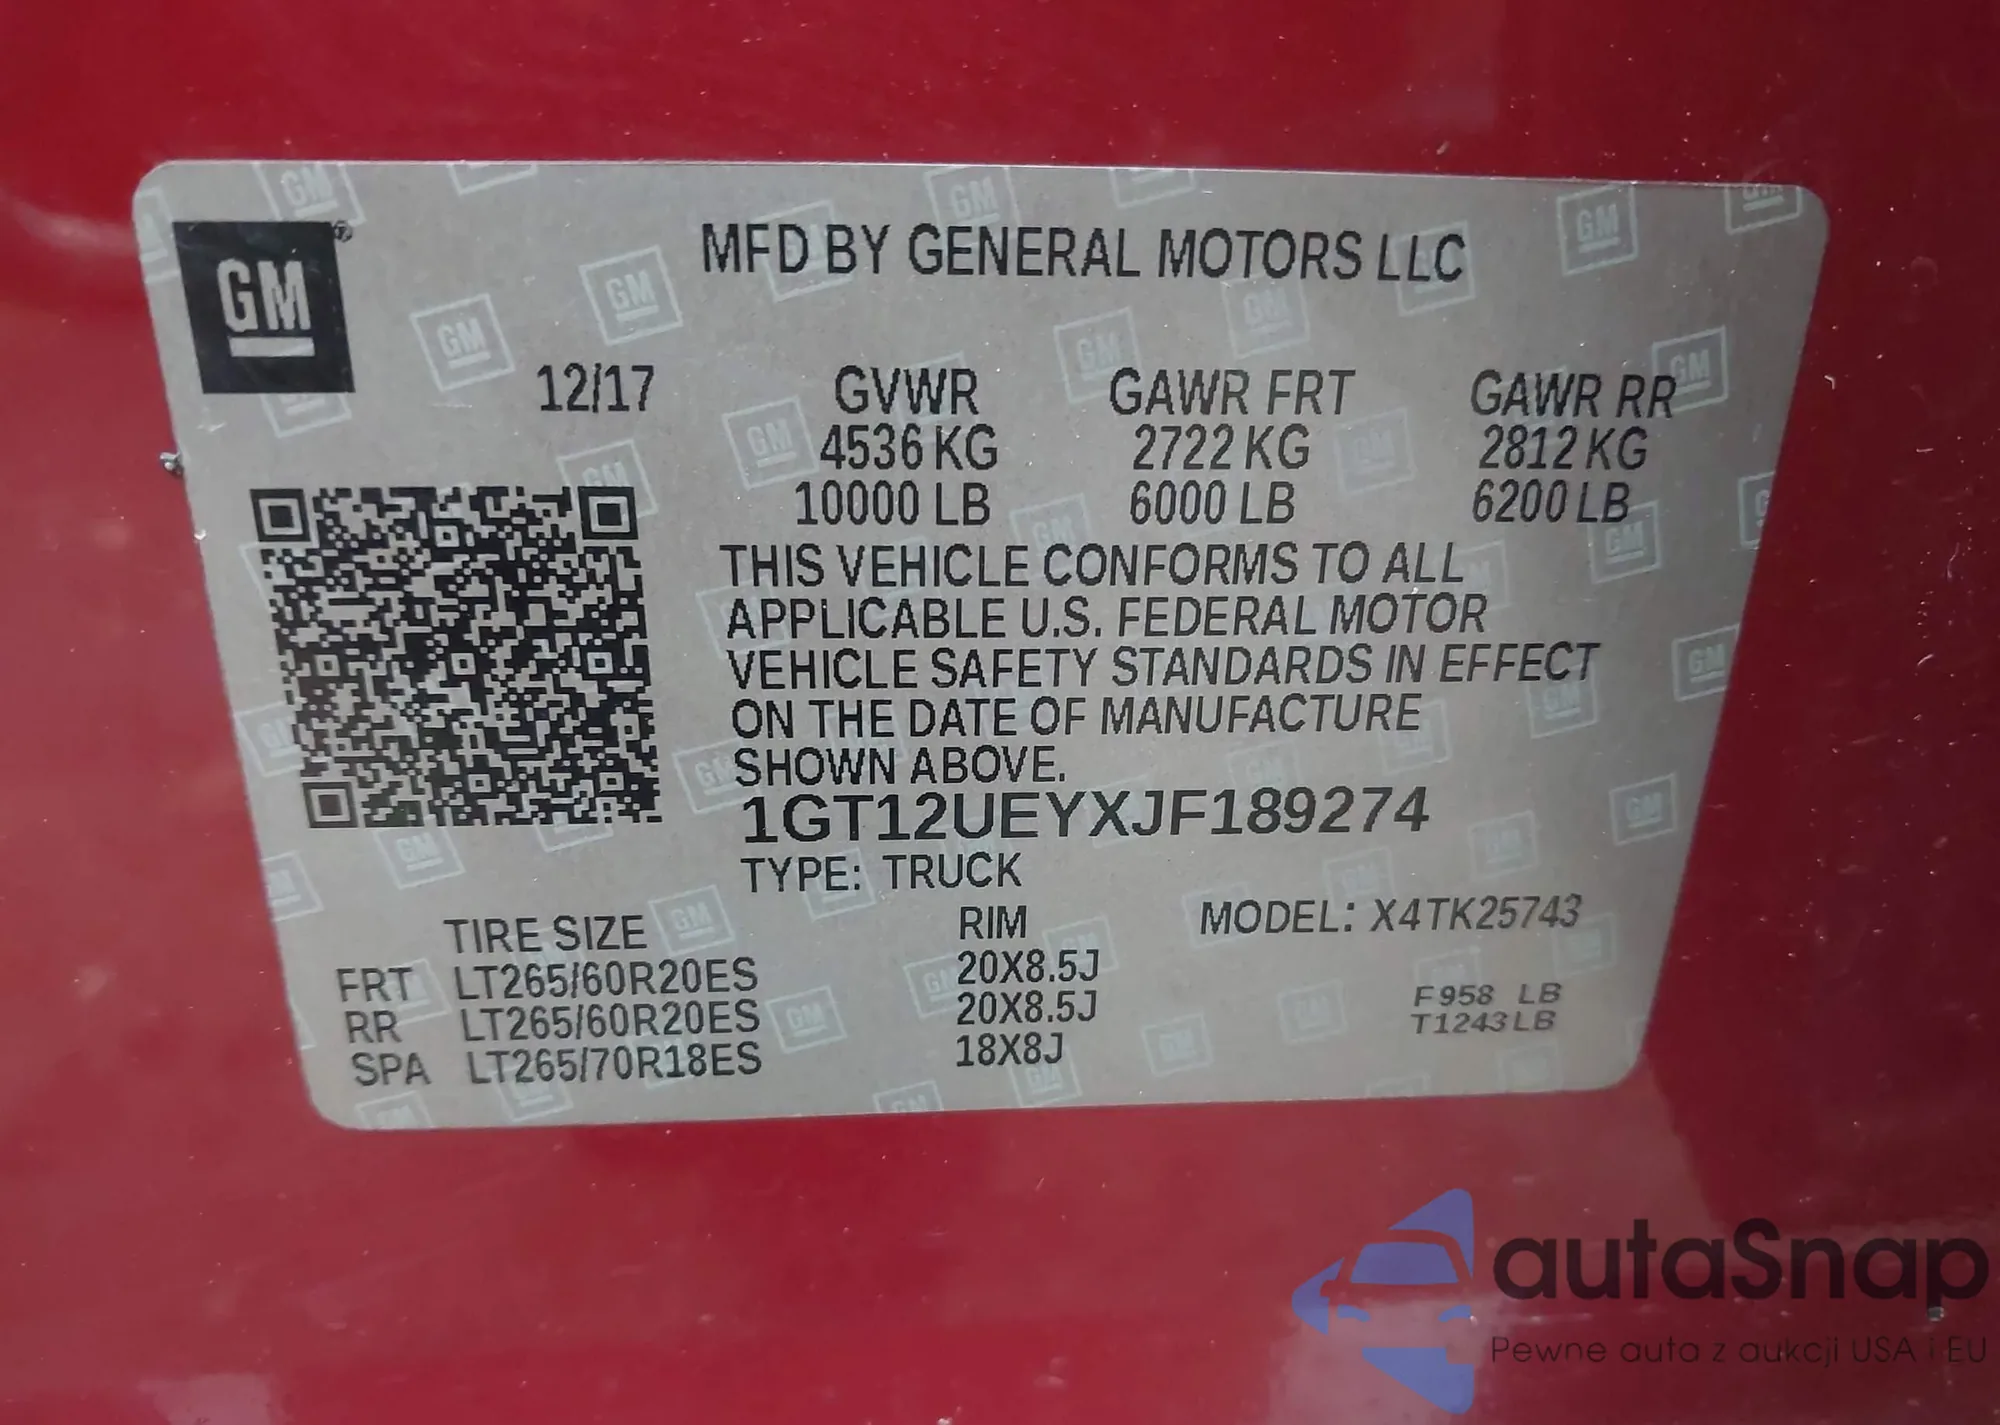 GM®
MFD BY GENERAL MOTORS LLC
12/17 GVWR GAWR FRT GAWR RR
4536 KG 2722 KG 2812 KG
10000 LB 6000 LB 6200 LB
THIS VEHICLE CONFORMS TO ALL
APPLICABLE U.S. FEDERAL MOTOR
VEHICLE SAFETY STANDARDS IN EFFECT
ON THE DATE OF MANUFACTURE
SHOWN ABOVE.
1GT12UEYXJF189274
TYPE: TRUCK
TIRE SIZE RIM MODEL: X4TK25743
FRT LT265/60R20ES 20X8.5J
RR LT265/60R20ES 20X8.5J
SPA LT265/70R18ES 18X8J
F958 LB
T1243LB
autaSnap
Pewne auta z aukcji USA i EU